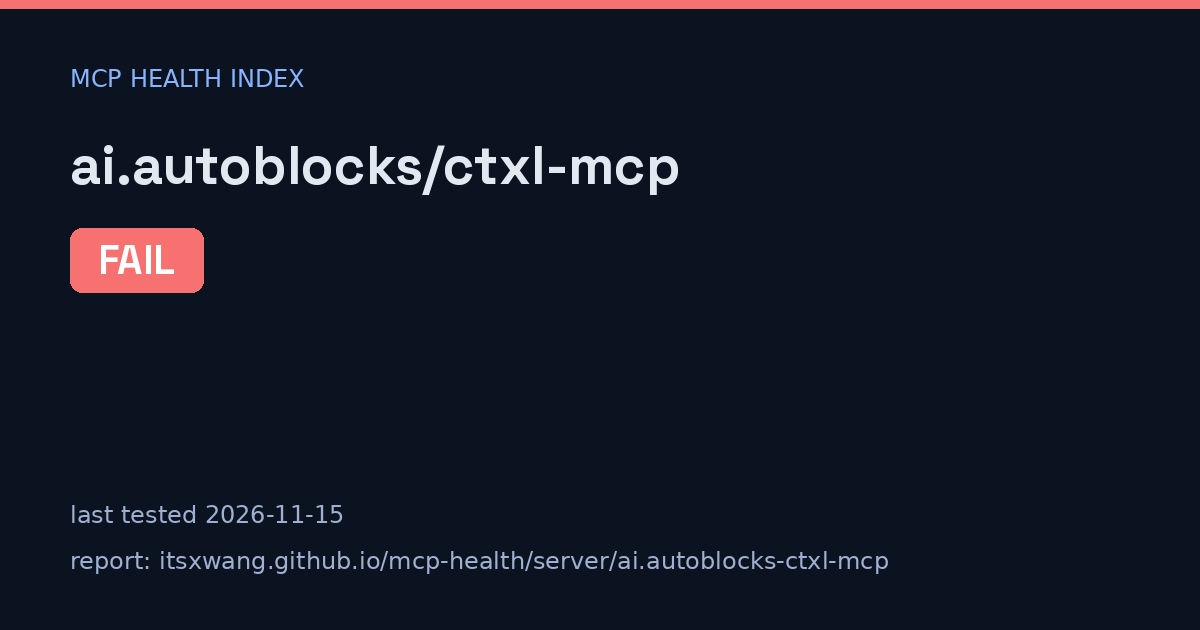 MCP HEALTH INDEX
ai.autoblocks/ctxl-mcp
FAIL
last tested 2026-11-15
report: itsxwang.github.io/mcp-health/server/ai.autoblocks-ctxl-mcp